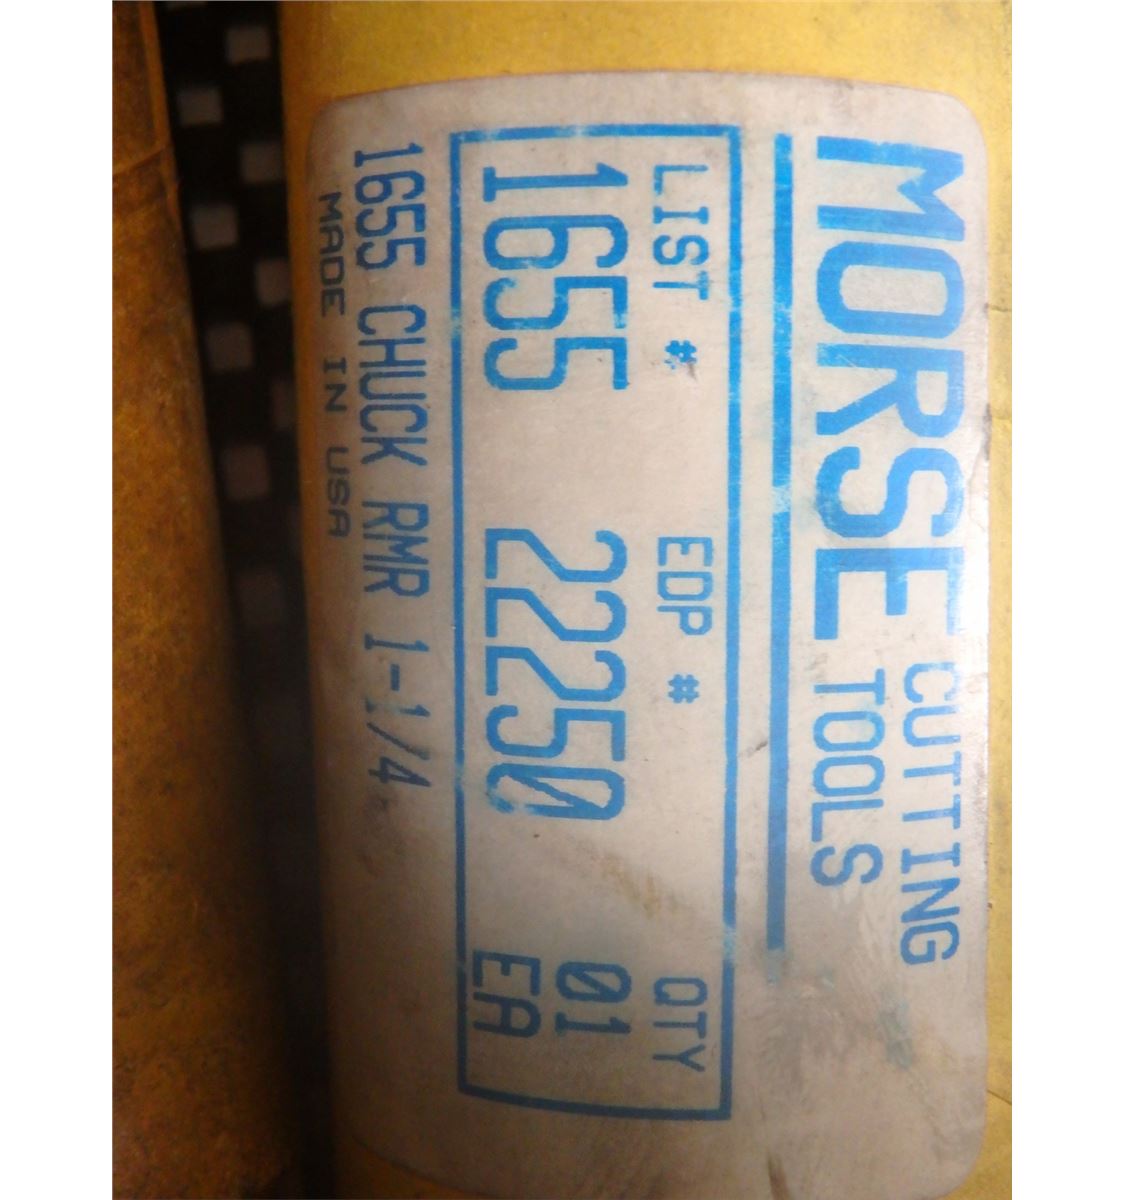 MORSE CUTTING TOOLS
LIST # EDP # QTY
1655 22250 01 EA
1655 CHUCK RMR 1-1/4
MADE IN USA